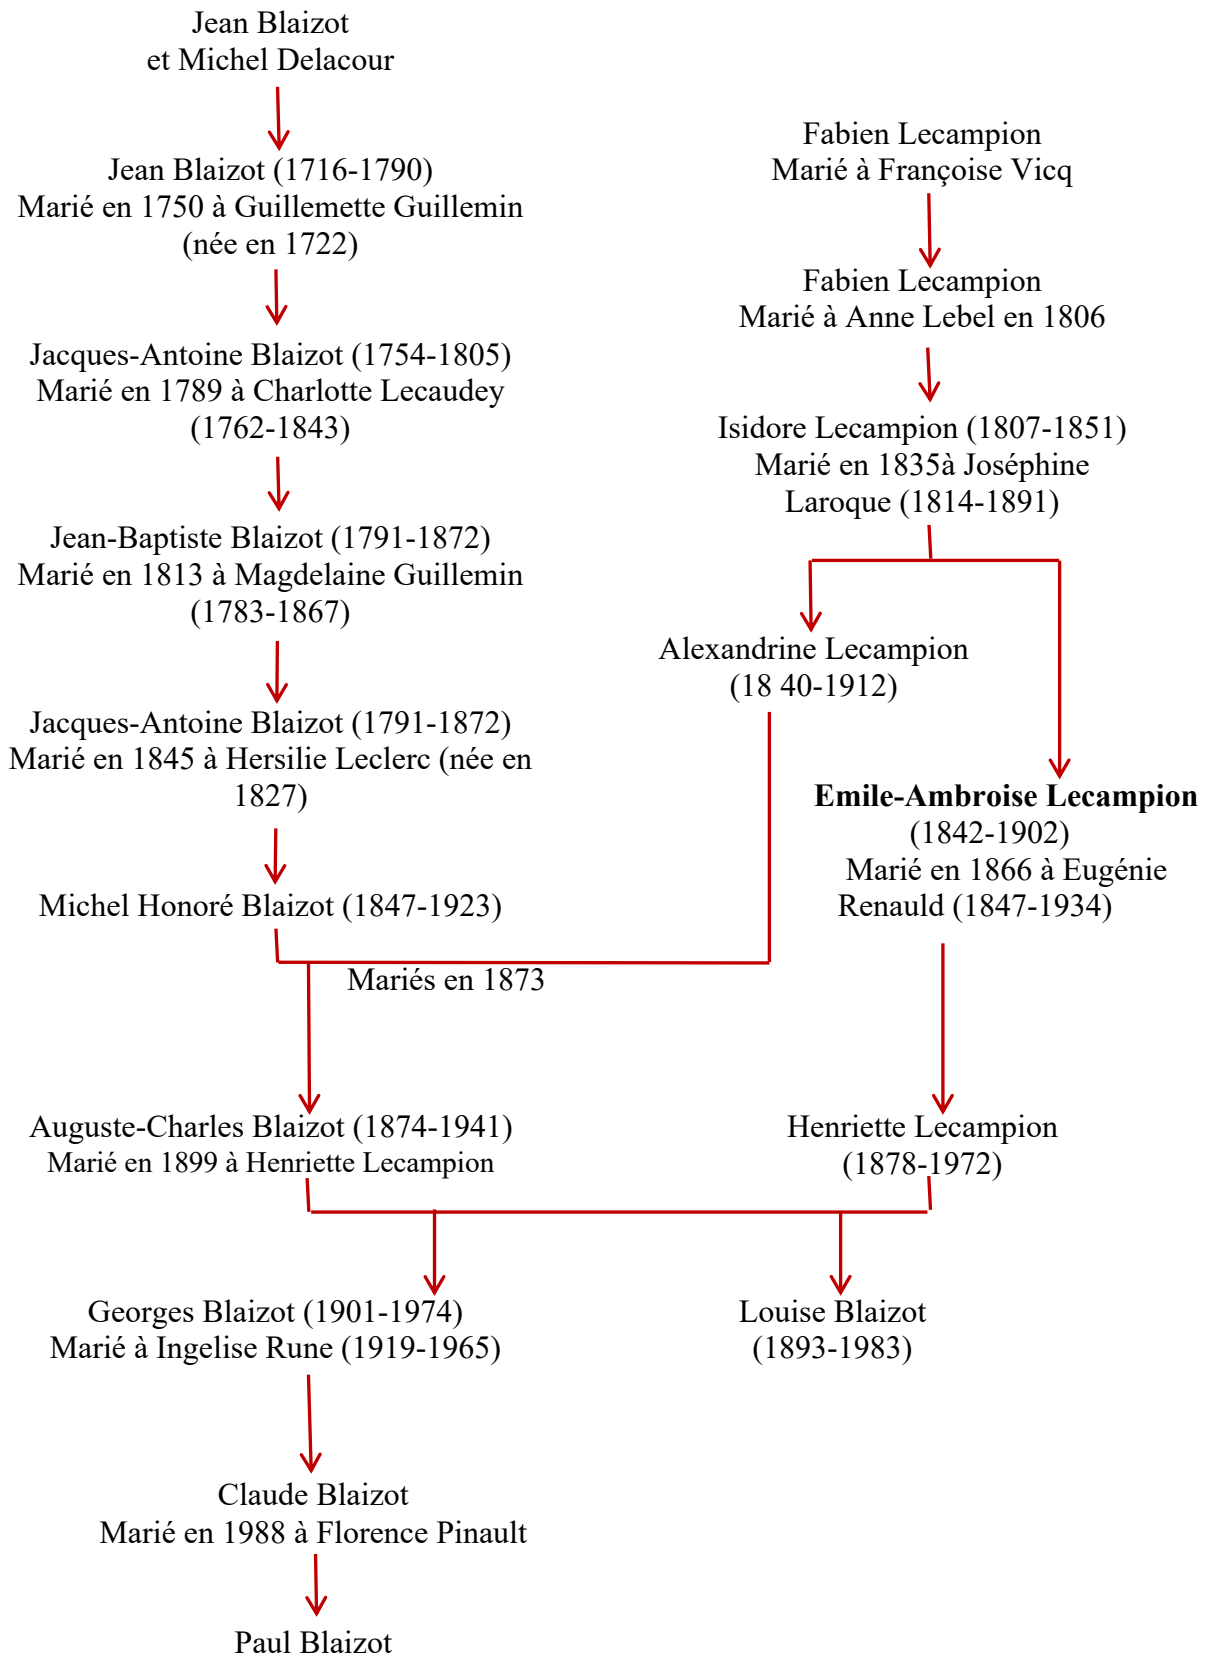 Jean Blaizot
et Michel Delacour
Jean Blaizot (1716-1790)
Marié en 1750 à Guillemette Guillemin
(née en 1722)
Jacques-Antoine Blaizot (1754-1805)
Marié en 1789 à Charlotte Lecaudey
(1762-1843)
Jean-Baptiste Blaizot (1791-1872)
Marié en 1813 à Magdelaine Guillemin
(1783-1867)
Jacques-Antoine Blaizot (1791-1872)
Marié en 1845 à Hersilie Leclerc (née en
1827)
Michel Honoré Blaizot (1847-1923)
Fabien Lecampion
Marié à Françoise Vicq
Fabien Lecampion
Marié à Anne Lebel en 1806
Isidore Lecampion (1807-1851)
Marié en 1835à Joséphine
Laroque (1814-1891)
Alexandrine Lecampion
(18 40-1912)
Emile-Ambroise Lecampion
(1842-1902)
Marié en 1866 à Eugénie
Renauld (1847-1934)
Mariés en 1873
Auguste-Charles Blaizot (1874-1941)
Marié en 1899 à Henriette Lecampion
Henriette Lecampion
(1878-1972)
Georges Blaizot (1901-1974)
Marié à Ingelise Rune (1919-1965)
Louise Blaizot
(1893-1983)
Claude Blaizot
Marié en 1988 à Florence Pinault
Paul Blaizot